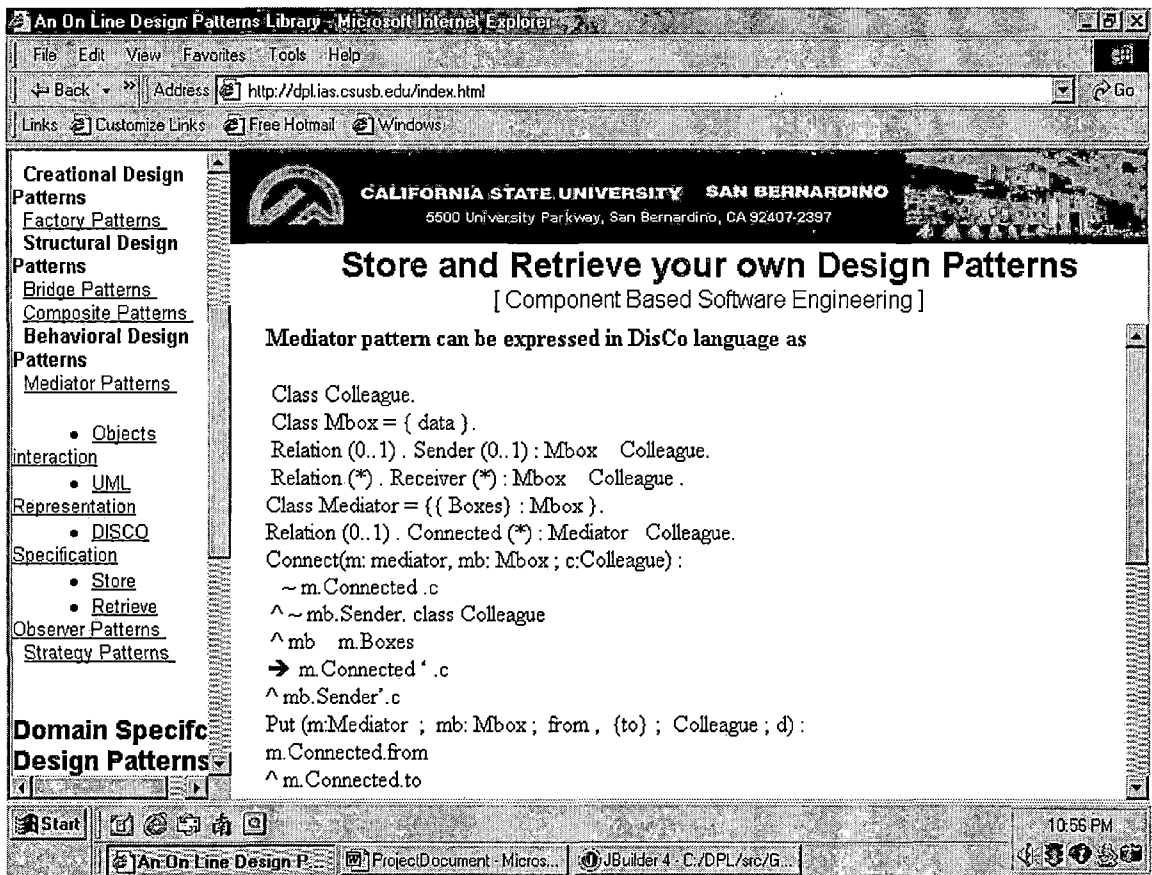 An On Line Design Patterns Library - Microsoft Internet Explorer
File Edit View Favorites Tools Help
Back Address http://dpl.ias.csusb.edu/index.html Go
Links Customize Links Free Hotmail Windows
Creational Design
Patterns
Factory Patterns
Structural Design
Patterns
Bridge Patterns
Composite Patterns
Behavioral Design
Patterns
Mediator Patterns
• Objects
interaction
• UML
Representation
• DISCO
Specification
• Store
• Retrieve
Observer Patterns
Strategy Patterns
Domain Specifc
Design Patterns
CALIFORNIA STATE UNIVERSITY SAN BERNARDINO
5500 University Parkway, San Bernardino, CA 92407-2397
Store and Retrieve your own Design Patterns
[ Component Based Software Engineering ]
Mediator pattern can be expressed in DisCo language as
Class Colleague.
Class Mbox = { data }.
Relation (0..1) . Sender (0..1) : Mbox Colleague.
Relation (*) . Receiver (*) : Mbox Colleague .
Class Mediator = {{ Boxes} : Mbox }.
Relation (0..1) . Connected (*) : Mediator Colleague.
Connect(m: mediator, mb: Mbox ; c:Colleague) :
~ m.Connected .c
^ ~ mb.Sender. class Colleague
^ mb m.Boxes
➔ m.Connected ‘ .c
^ mb.Sender’.c
Put (m:Mediator ; mb: Mbox ; from , {to} ; Colleague ; d) :
m.Connected.from
^ m.Connected.to
Start 10:56 PM
An On Line Design P... ProjectDocument - Micros... JBuilder 4 - C:/DPL/src/G...